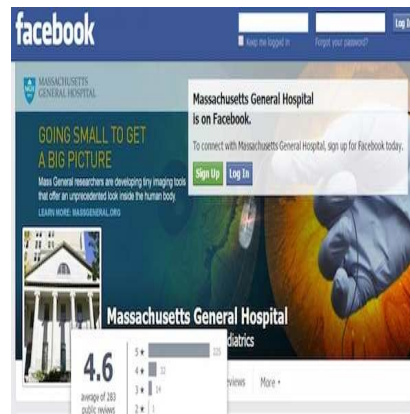 facebook
Log In
Keep me logged in
Forgot your password?
MASSACHUSETTS
GENERAL HOSPITAL
Massachusetts General Hospital
is on Facebook.
To connect with Massachusetts General Hospital, sign up for Facebook today.
Sign Up
Log In
GOING SMALL TO GET
A BIG PICTURE
Mass General researchers are developing tiny imaging tools
that offer an unprecedented look inside the human body.
LEARN MORE: MASSGENERAL.ORG
Massachusetts General Hospital
diatrics
4.6
average of 283
public reviews
5★ 225
4★ 32
3★ 14
2★ 1
eviews
More